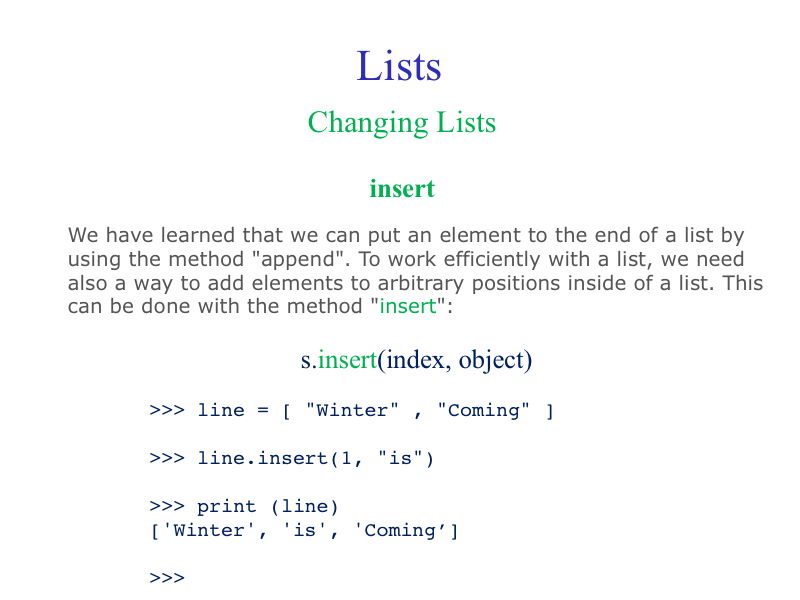 Lists
Changing Lists
insert
We have learned that we can put an element to the end of a list by
using the method "append". To work efficiently with a list, we need
also a way to add elements to arbitrary positions inside of a list. This
can be done with the method "insert":
s.insert(index, object)
>>> line = [ "Winter" , "Coming" ]
>>> line.insert(1, "is")
>>> print (line)
['Winter', 'is', 'Coming’]
>>>